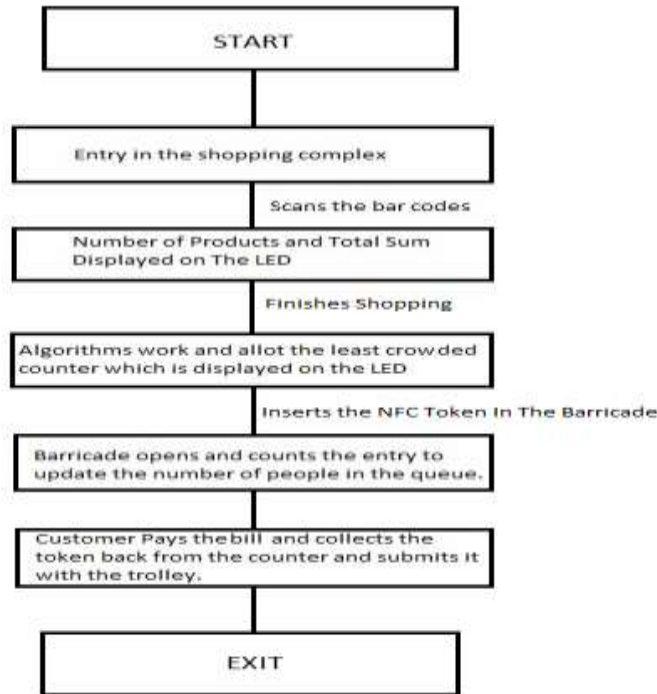 START
Entry in the shopping complex
Scans the bar codes
Number of Products and Total Sum
Displayed on The LED
Finishes Shopping
Algorithms work and allot the least crowded
counter which is displayed on the LED
Inserts the NFC Token In The Barricade
Barricade opens and counts the entry to
update the number of people in the queue.
Customer Pays the bill and collects the
token back from the counter and submits it
with the trolley.
EXIT